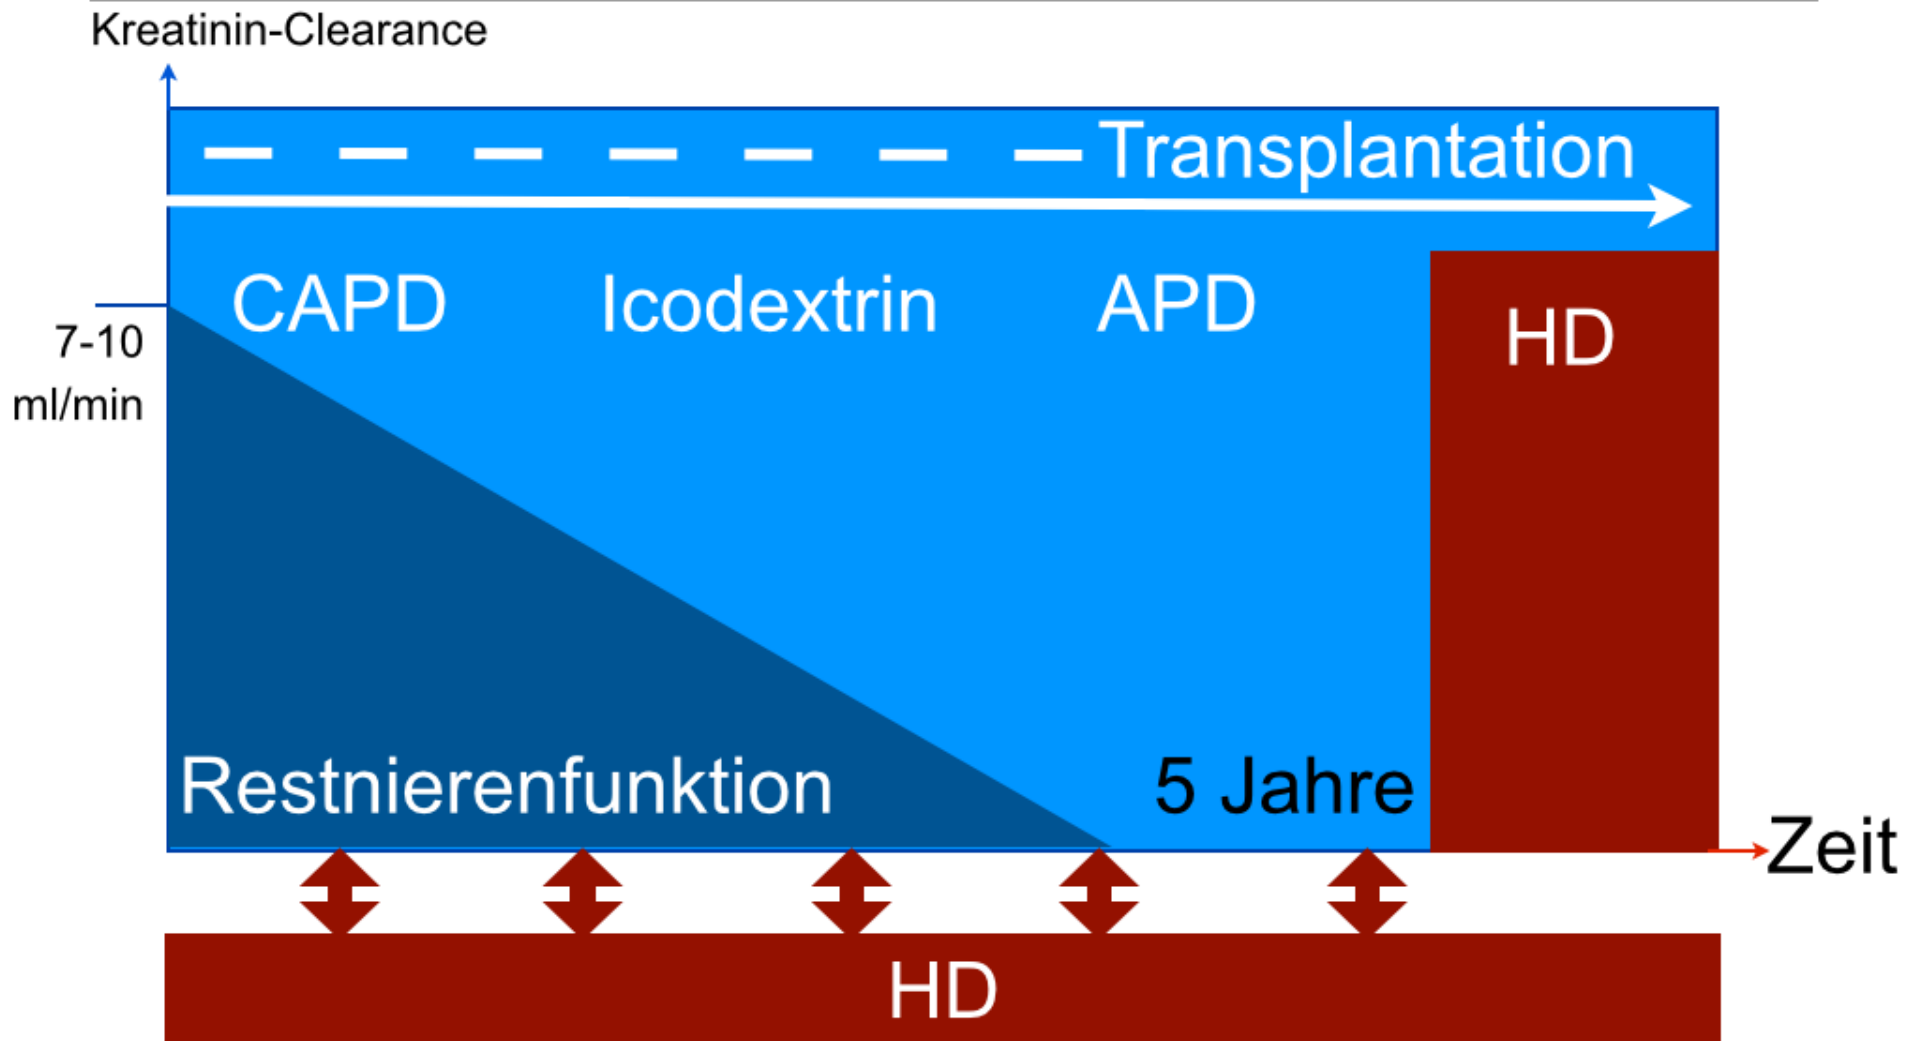 Kreatinin-Clearance
Transplantation
CAPD Icodextrin APD
HD
7-10
ml/min
Restnierenfunktion
5 Jahre
Zeit
HD